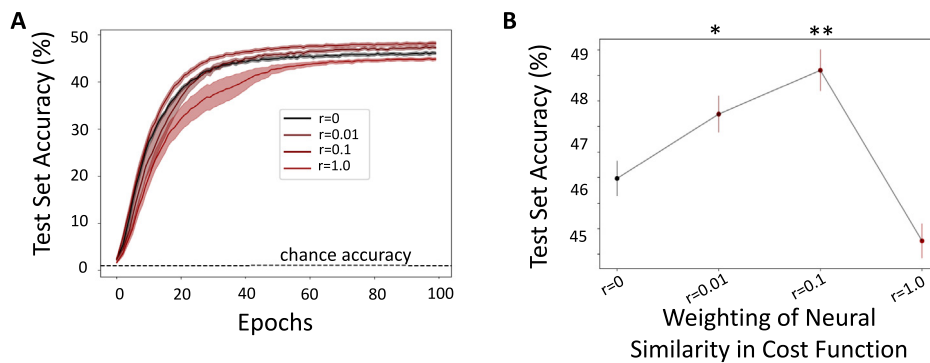 A
Test Set Accuracy (%)
50
40
30
20
10
0
r=0
r=0.01
r=0.1
r=1.0
chance accuracy
0
20
40
60
80
100
Epochs
B
*
**
Test Set Accuracy (%)
49
48
47
46
45
r=0
r=0.01
r=0.1
r=1.0
Weighting of Neural
Similarity in Cost Function